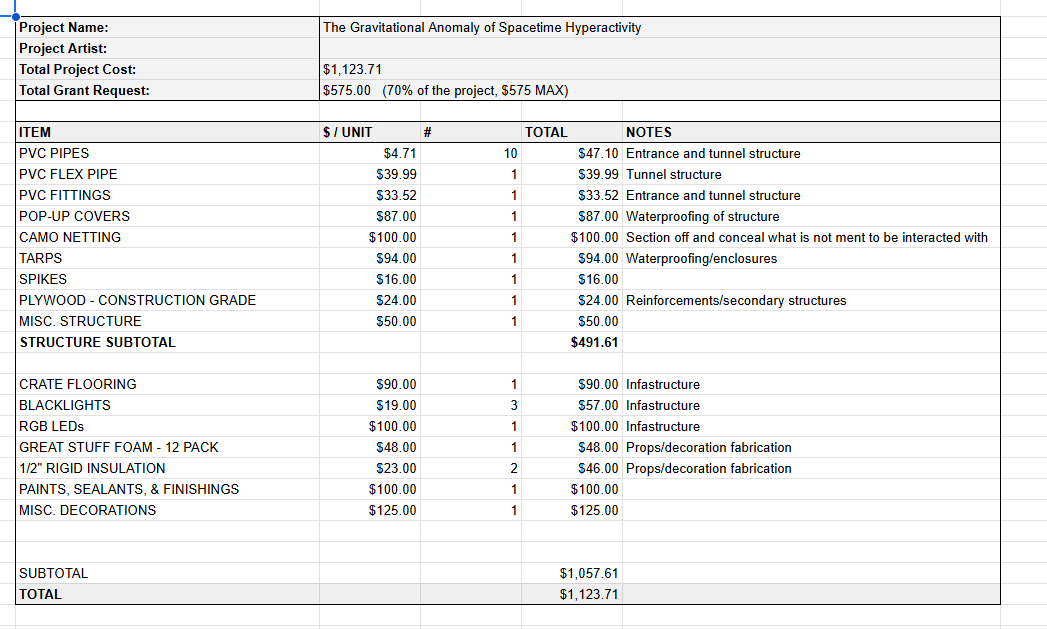 Project Name: The Gravitational Anomaly of Spacetime Hyperactivity
Project Artist:
Total Project Cost: $1,123.71
Total Grant Request: $575.00 (70% of the project, $575 MAX)
ITEM $ / UNIT # TOTAL NOTES
PVC PIPES $4.71 10 $47.10 Entrance and tunnel structure
PVC FLEX PIPE $39.99 1 $39.99 Tunnel structure
PVC FITTINGS $33.52 1 $33.52 Entrance and tunnel structure
POP-UP COVERS $87.00 1 $87.00 Waterproofing of structure
CAMO NETTING $100.00 1 $100.00 Section off and conceal what is not ment to be interacted with
TARPS $94.00 1 $94.00 Waterproofing/enclosures
SPIKES $16.00 1 $16.00
PLYWOOD - CONSTRUCTION GRADE $24.00 1 $24.00 Reinforcements/secondary structures
MISC. STRUCTURE $50.00 1 $50.00
STRUCTURE SUBTOTAL $491.61
CRATE FLOORING $90.00 1 $90.00 Infastructure
BLACKLIGHTS $19.00 3 $57.00 Infastructure
RGB LEDs $100.00 1 $100.00 Infastructure
GREAT STUFF FOAM - 12 PACK $48.00 1 $48.00 Props/decoration fabrication
1/2" RIGID INSULATION $23.00 2 $46.00 Props/decoration fabrication
PAINTS, SEALANTS, & FINISHINGS $100.00 1 $100.00
MISC. DECORATIONS $125.00 1 $125.00
SUBTOTAL $1,057.61
TOTAL $1,123.71